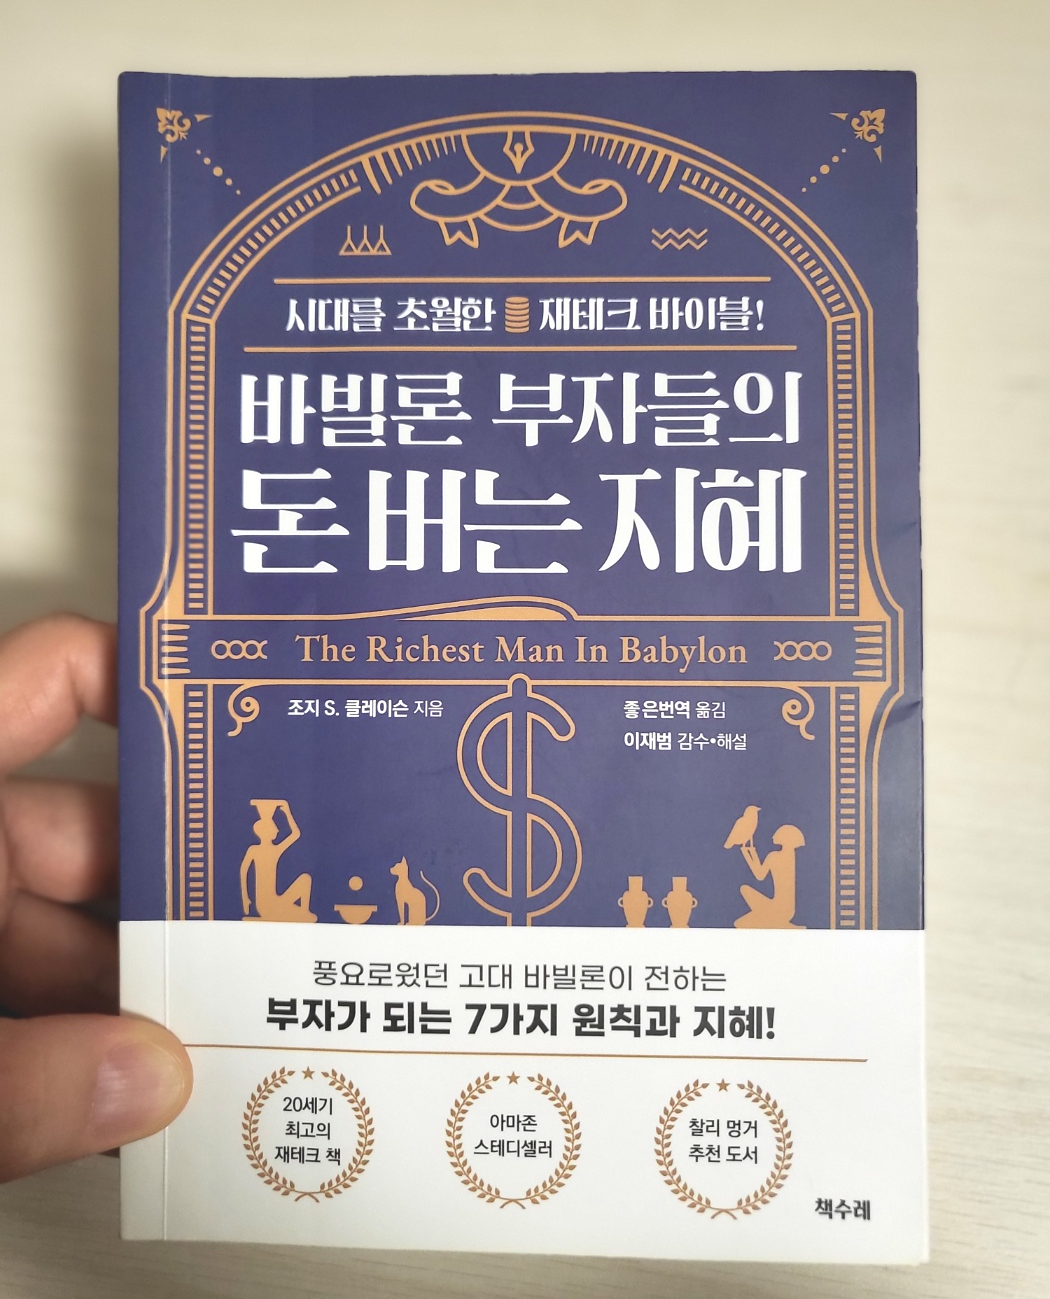 시대를 초월한 재테크 바이블!
바빌론 부자들의
돈 버는 지혜
The Richest Man In Babylon
조지 S. 클레이슨 지음
좋은번역 옮김
이재범 감수•해설
풍요로웠던 고대 바빌론이 전하는
부자가 되는 7가지 원칙과 지혜!
20세기
최고의
재테크 책
아마존
스테디셀러
찰리 멍거
추천 도서
책수레